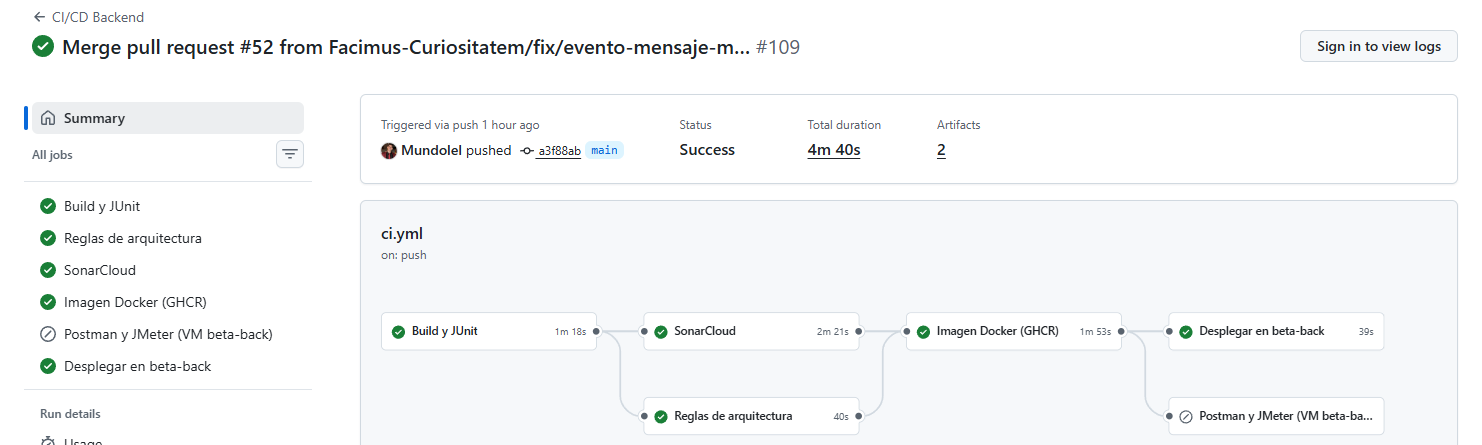 ← CI/CD Backend
Merge pull request #52 from Facimus-Curiositatem/fix/evento-mensaje-m... #109
Sign in to view logs
Summary
All jobs
Build y JUnit
Reglas de arquitectura
SonarCloud
Imagen Docker (GHCR)
Postman y JMeter (VM beta-back)
Desplegar en beta-back
Run details
Usage
Triggered via push 1 hour ago
Mundolel pushed a3f88ab main
Status
Success
Total duration
4m 40s
Artifacts
2
ci.yml
on: push
Build y JUnit 1m 18s
SonarCloud 2m 21s
Imagen Docker (GHCR) 1m 53s
Desplegar en beta-back 39s
Reglas de arquitectura 40s
Postman y JMeter (VM beta-ba...